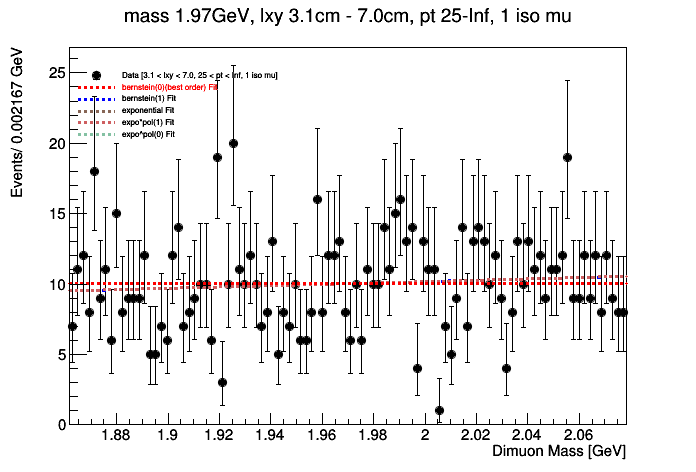 mass 1.97GeV, lxy 3.1cm - 7.0cm, pt 25-Inf, 1 iso mu
Events/ 0.002167 GeV
25
20
15
10
5
0
Data [3.1 < lxy < 7.0, 25 < pt < Inf, 1 iso mu]
bernstein(0)(best order) Fit
bernstein(1) Fit
exponential Fit
expo*pol(1) Fit
expo^pol(0) Fit
1.88 1.9 1.92 1.94 1.96 1.98 2 2.02 2.04 2.06
Dimuon Mass [GeV]